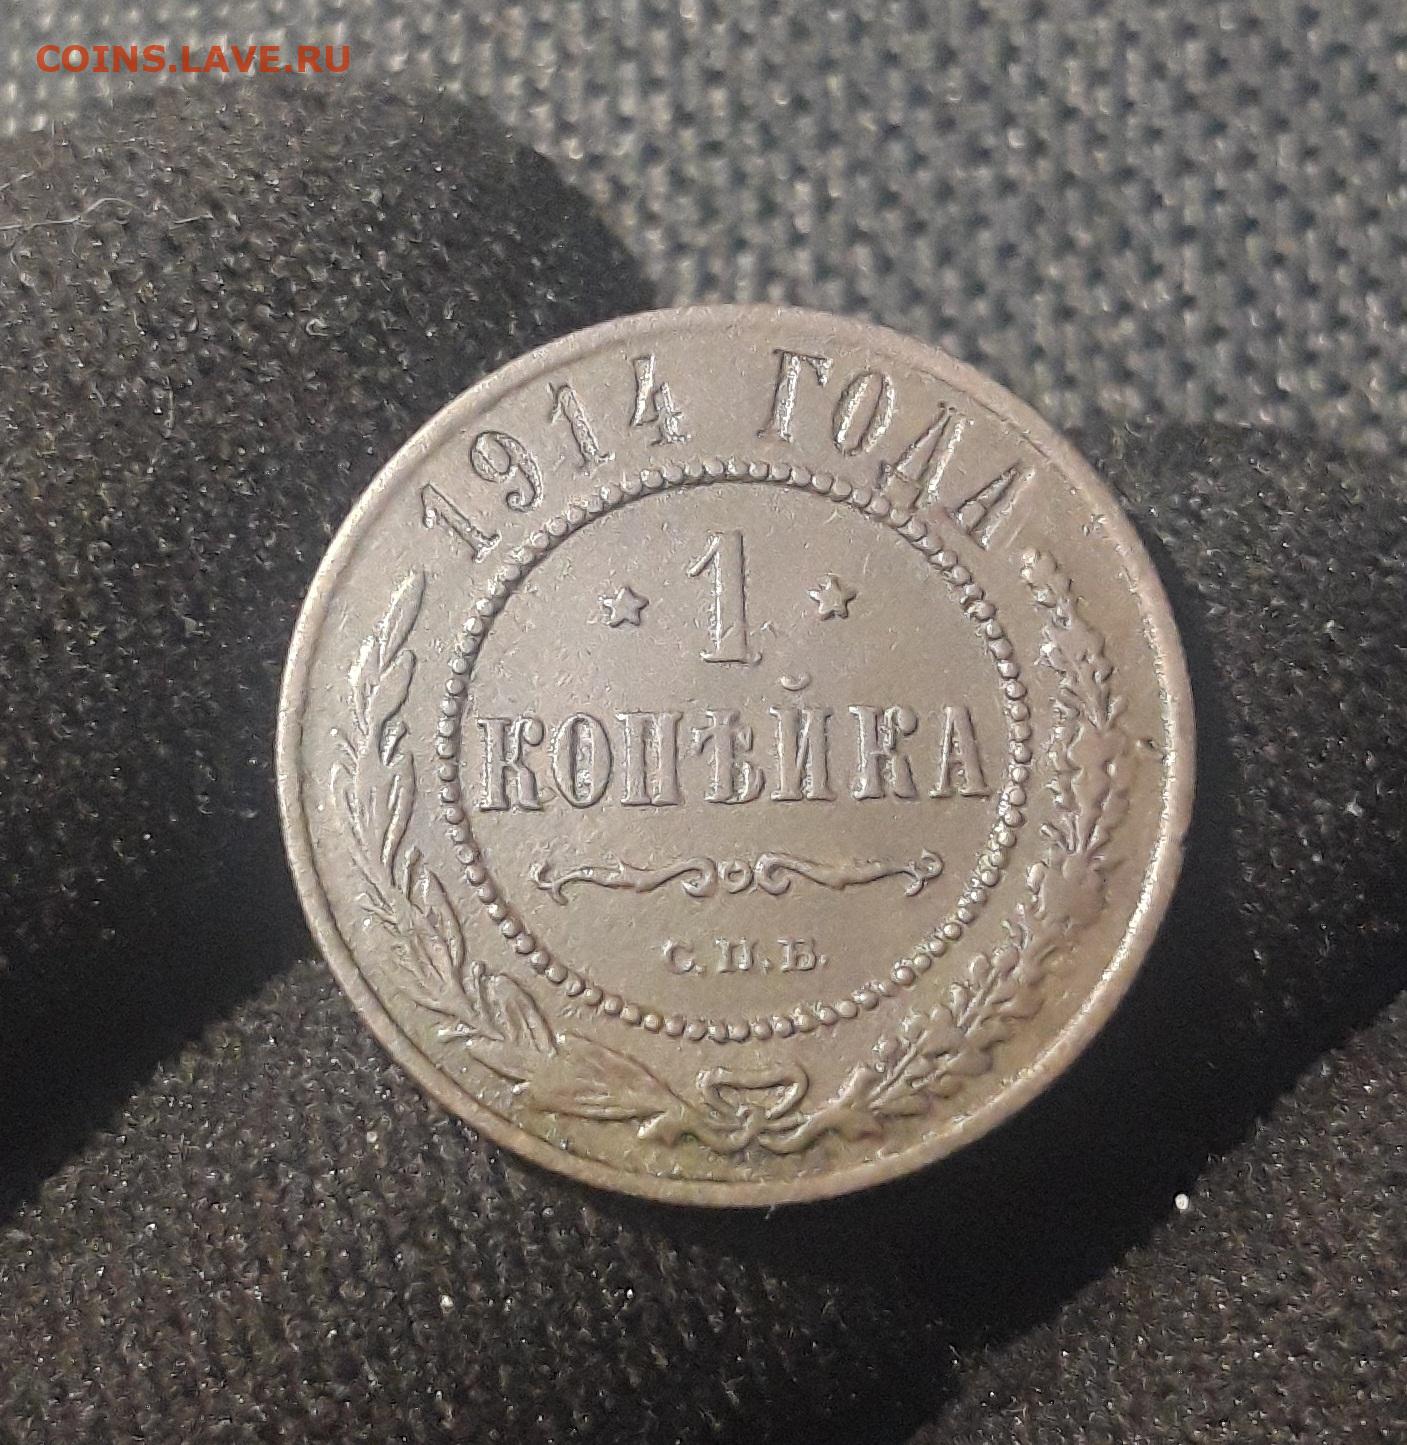 COINS.LAVE.RU
1914 ГОДА
1
КОПѢЙКА
С.П.Б.